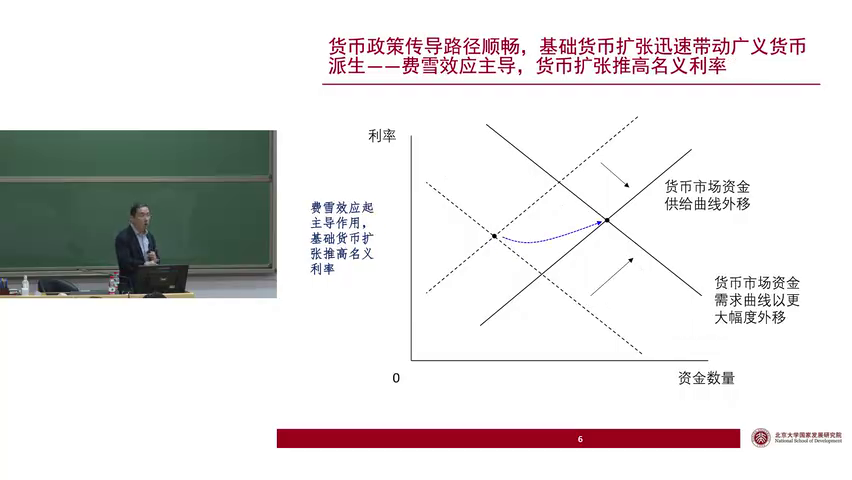 货币政策传导路径顺畅，基础货币扩张迅速带动广义货币
派生——费雪效应主导，货币扩张推高名义利率
利率
费雪效应起
主导作用，
基础货币扩
张推高名义
利率
货币市场资金
供给曲线外移
货币市场资金
需求曲线以更
大幅度外移
0
资金数量
6
北京大学国家发展研究院
National School of Development